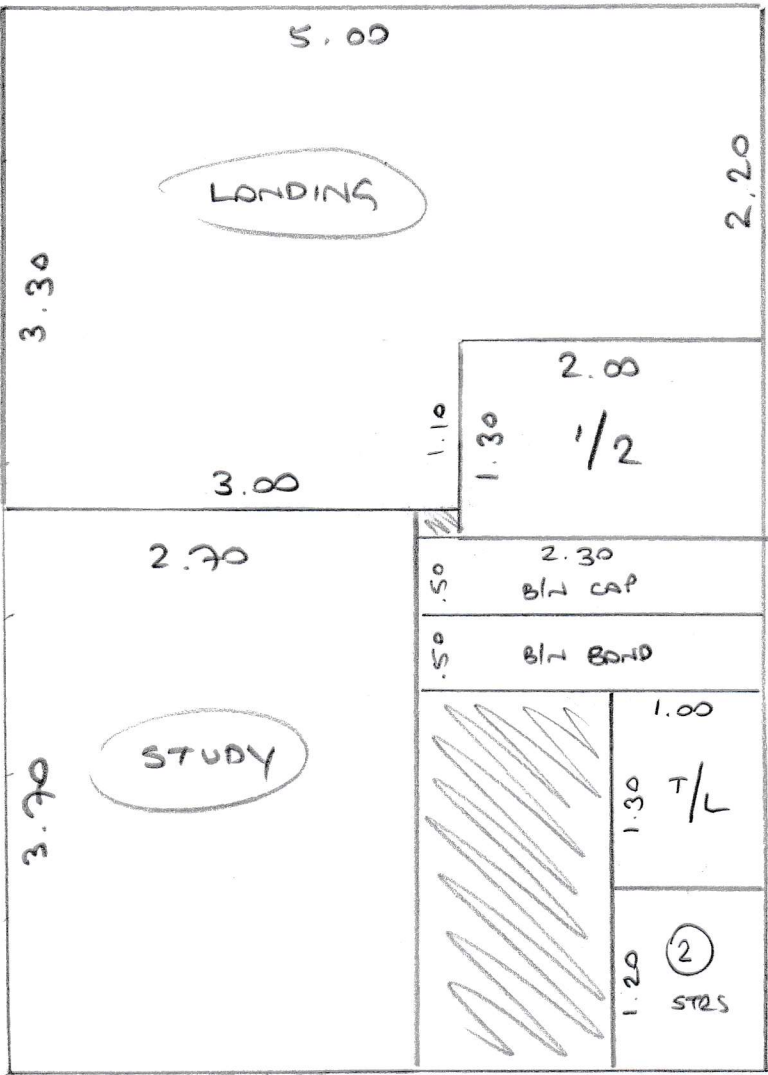 5.00
LANDING
2.20
3.30
2.00
1.10
1.30
1/2
3.00
2.70
2.30
.50
B/N CAP
.50
B/N BAND
1.00
STUDY
1.30
T/L
3.70
1.20
2
STRS